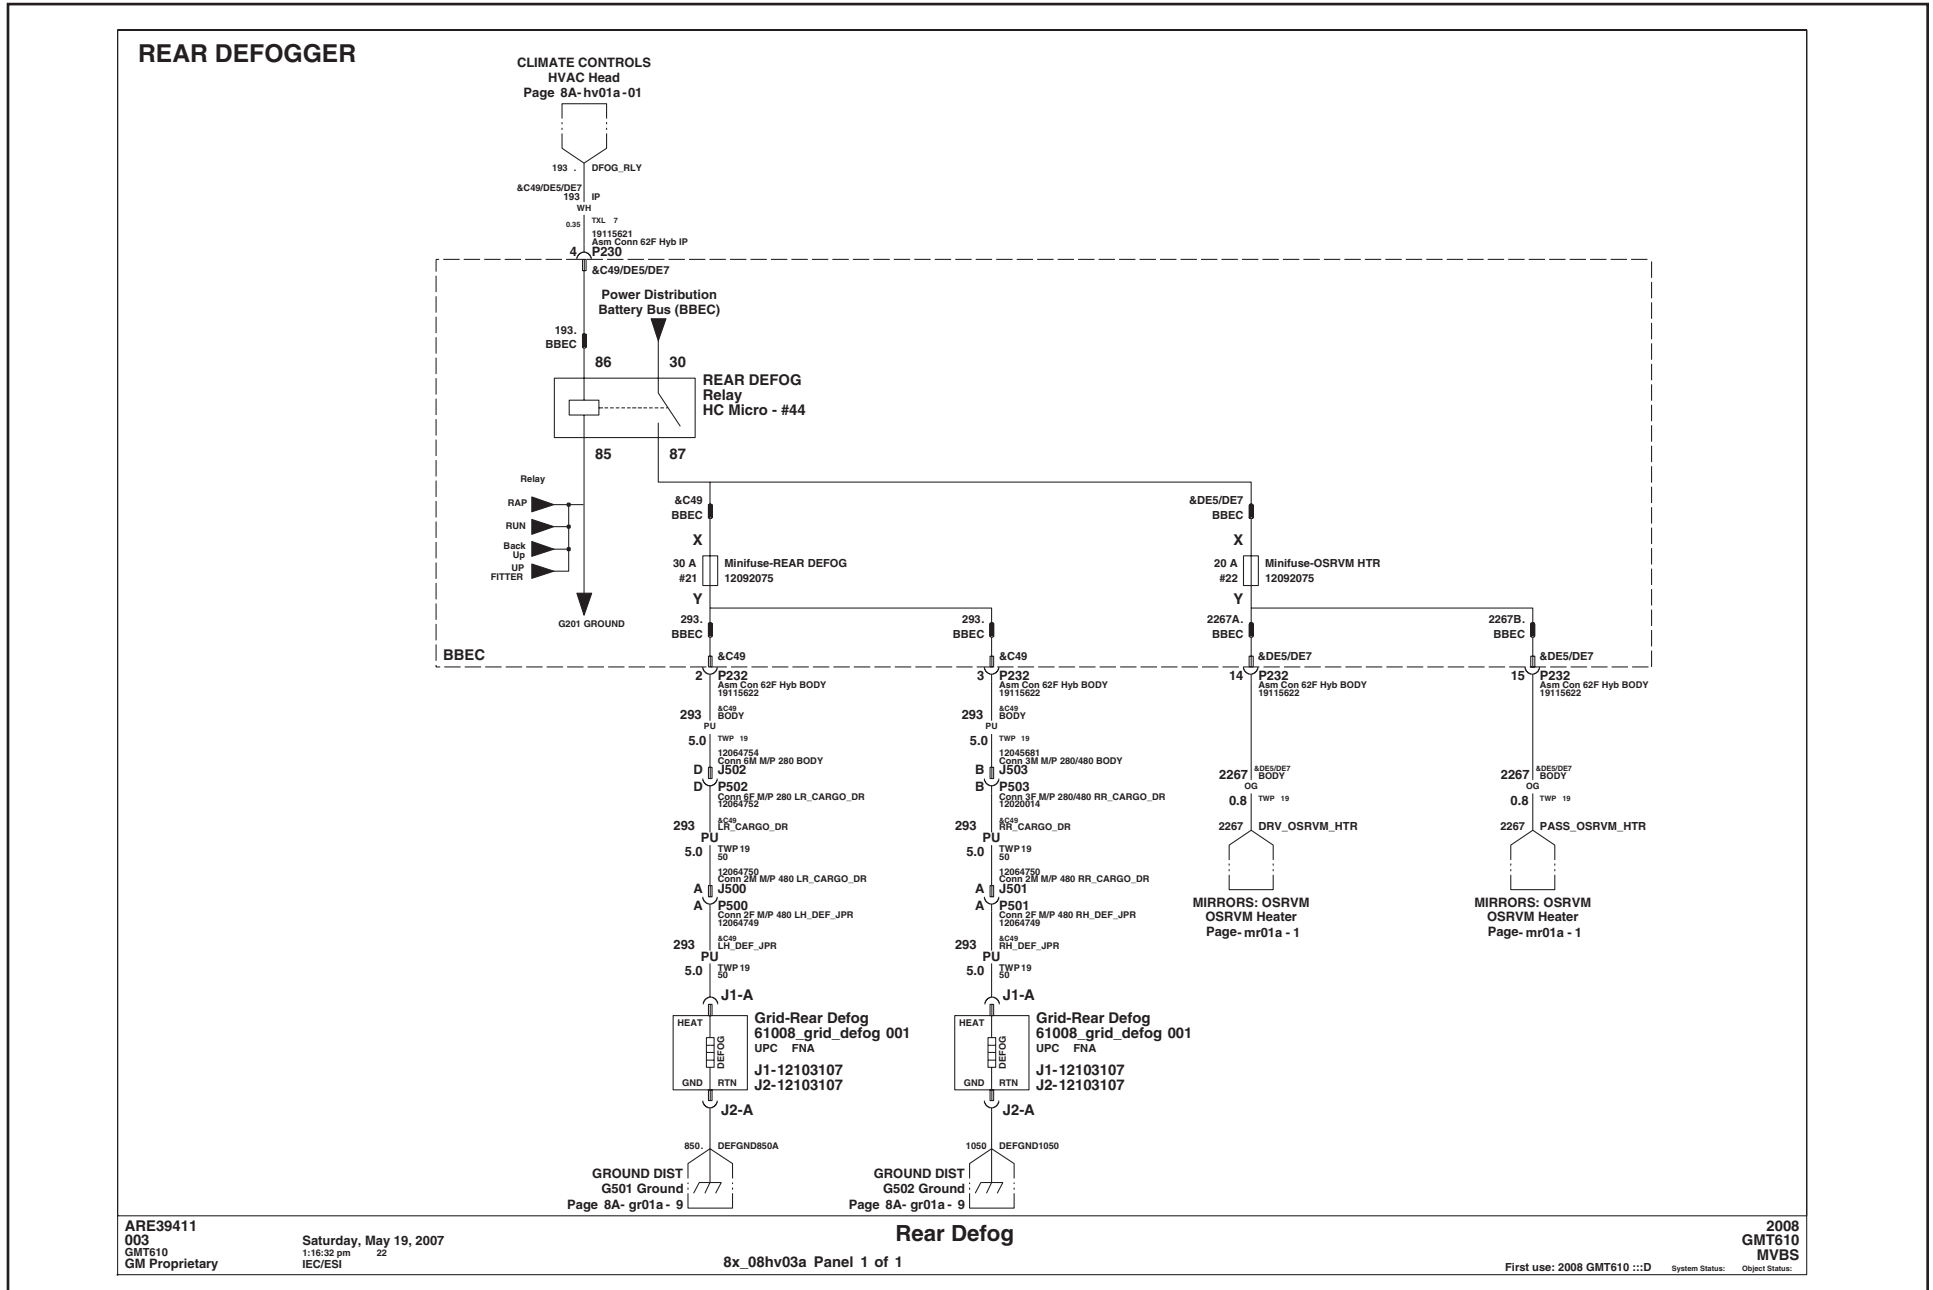 REAR DEFOGGER
CLIMATE CONTROLS
HVAC Head
Page 8A-hv01a-01
193 . DFOG_RLY
&C49/DE5/DE7
193 IP
WH
0.35 TXL 7
19115621
Asm Conn 62F Hyb IP
4 P230
&C49/DE5/DE7
Power Distribution
Battery Bus (BBEC)
193.
BBEC
86 30
REAR DEFOG
Relay
HC Micro - #44
85 87
Relay
RAP
RUN
Back
Up
UP
FITTER
G201 GROUND
&C49
BBEC
X
30 A
#21
Minifuse-REAR DEFOG
12092075
Y
&DE5/DE7
BBEC
X
20 A
#22
Minifuse-OSRVM HTR
12092075
Y
293.
BBEC
293.
BBEC
2267A.
BBEC
2267B.
BBEC
BBEC
&C49
2 P232
Asm Con 62F Hyb BODY
19115622
293
&C49
BODY
PU
5.0 TWP 19
12064754
Conn 6M M/P 280 BODY
D J502
D P502
Conn 6F M/P 280 LR_CARGO_DR
12064752
293
&C49
LR_CARGO_DR
PU
5.0 TWP 19
50
12064750
Conn 2M M/P 480 LR_CARGO_DR
A J500
A P500
Conn 2F M/P 480 LH_DEF_JPR
12064749
293
&C49
LH_DEF_JPR
PU
5.0 TWP 19
50
J1-A
HEAT
DEFOG
GND RTN
Grid-Rear Defog
61008_grid_defog 001
UPC FNA
J1-12103107
J2-12103107
J2-A
850. DEFGND850A
GROUND DIST
G501 Ground
Page 8A- gr01a - 9
&C49
3 P232
Asm Con 62F Hyb BODY
19115622
293
&C49
BODY
PU
5.0 TWP 19
12045681
Conn 3M M/P 280/480 BODY
B J503
B P503
Conn 3F M/P 280/480 RR_CARGO_DR
12020014
293
&C49
RR_CARGO_DR
PU
5.0 TWP 19
50
12064750
Conn 2M M/P 480 RR_CARGO_DR
A J501
A P501
Conn 2F M/P 480 RH_DEF_JPR
12064749
293
&C49
RH_DEF_JPR
PU
5.0 TWP 19
50
J1-A
HEAT
DEFOG
GND RTN
Grid-Rear Defog
61008_grid_defog 001
UPC FNA
J1-12103107
J2-12103107
J2-A
1050 DEFGND1050
GROUND DIST
G502 Ground
Page 8A- gr01a - 9
&DE5/DE7
14 P232
Asm Con 62F Hyb BODY
19115622
2267
&DE5/DE7
BODY
OG
0.8 TWP 19
2267 DRV_OSRVM_HTR
MIRRORS: OSRVM
OSRVM Heater
Page- mr01a - 1
&DE5/DE7
15 P232
Asm Con 62F Hyb BODY
19115622
2267
&DE5/DE7
BODY
OG
0.8 TWP 19
2267 PASS_OSRVM_HTR
MIRRORS: OSRVM
OSRVM Heater
Page- mr01a - 1
ARE39411
003
GMT610
GM Proprietary
Saturday, May 19, 2007
1:16:32 pm 22
IEC/ESI
Rear Defog
8x_08hv03a Panel 1 of 1
2008
GMT610
MVBS
First use: 2008 GMT610 :::D System Status: Object Status: